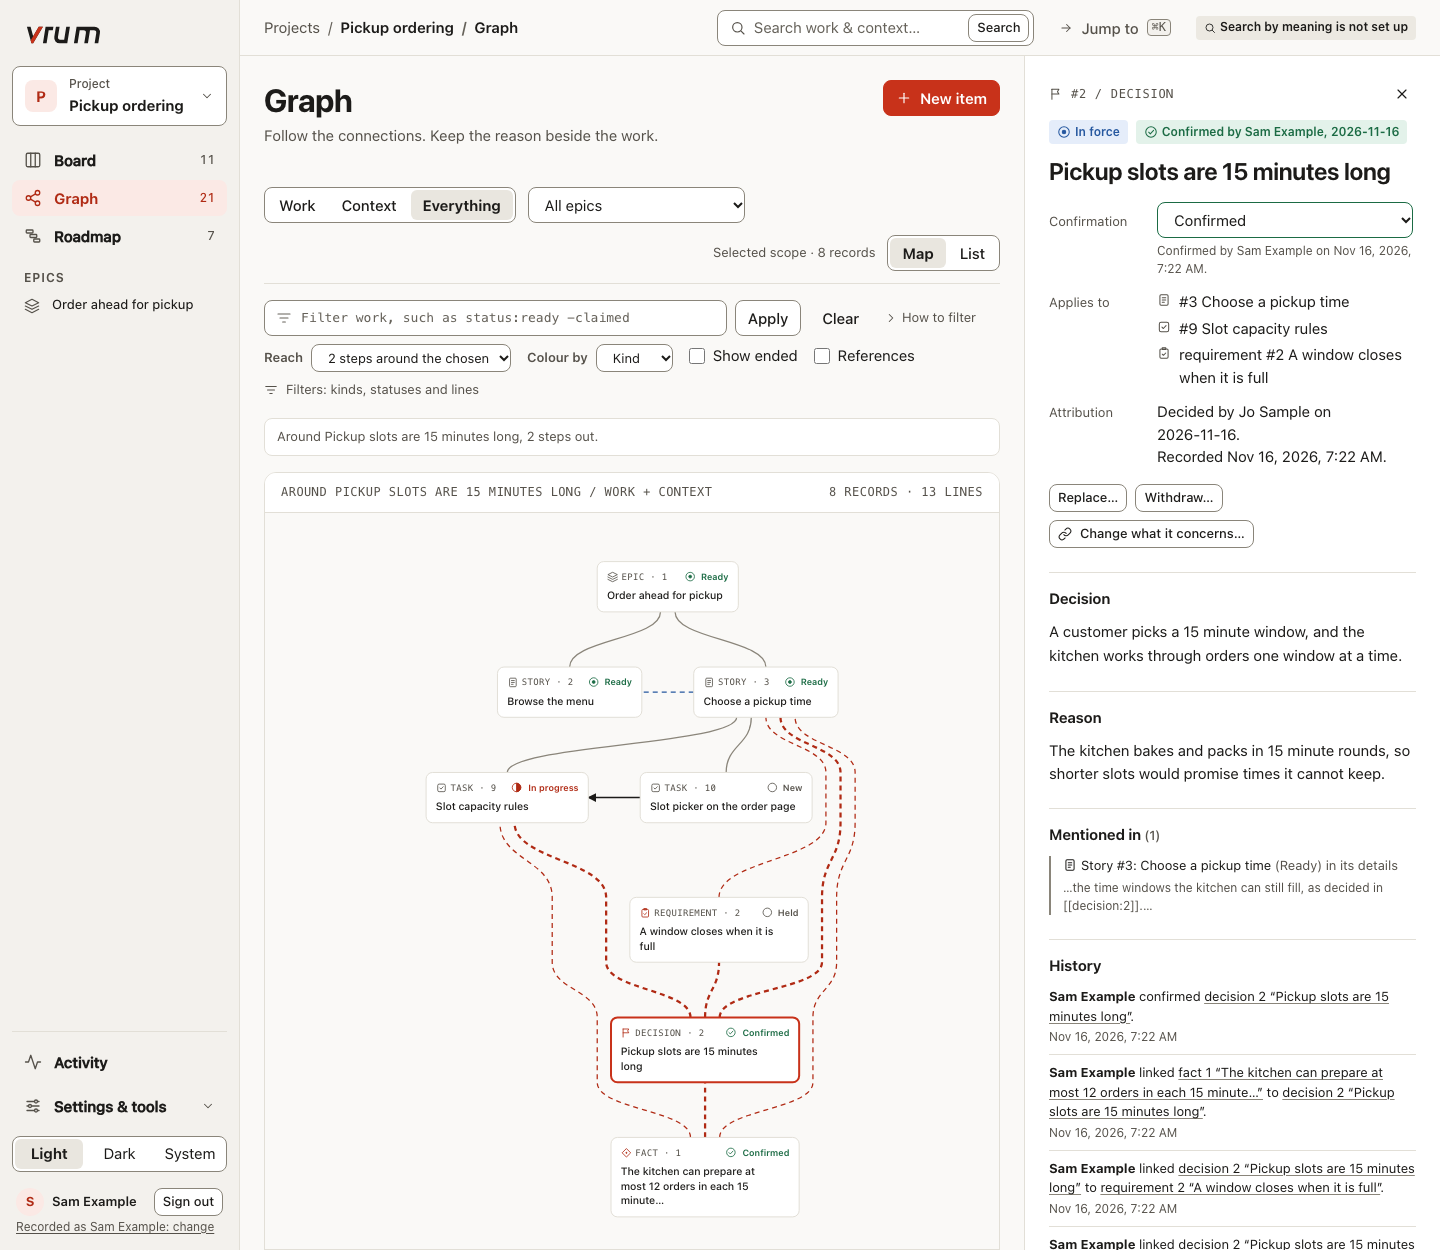 vrum
P
Project
Pickup ordering
Board 11
Graph 21
Roadmap 7
EPICS
Order ahead for pickup
Activity
Settings & tools
Light Dark System
S Sam Example Sign out
Recorded as Sam Example: change
Projects / Pickup ordering / Graph
Search work & context... Search
Jump to ⌘K
Search by meaning is not set up
Graph
New item
Follow the connections. Keep the reason beside the work.
Work Context Everything All epics
Selected scope · 8 records Map List
Filter work, such as status:ready -claimed Apply Clear How to filter
Reach 2 steps around the chosen Colour by Kind Show ended References
Filters: kinds, statuses and lines
Around Pickup slots are 15 minutes long, 2 steps out.
AROUND PICKUP SLOTS ARE 15 MINUTES LONG / WORK + CONTEXT 8 RECORDS · 13 LINES
EPIC · 1 Ready
Order ahead for pickup
STORY · 2 Ready
Browse the menu
STORY · 3 Ready
Choose a pickup time
TASK · 9 In progress
Slot capacity rules
TASK · 10 New
Slot picker on the order page
REQUIREMENT · 2 Held
A window closes when it is
full
DECISION · 2 Confirmed
Pickup slots are 15 minutes
long
FACT · 1 Confirmed
The kitchen can prepare at
most 12 orders in each 15
minute...
#2 / DECISION
In force Confirmed by Sam Example, 2026-11-16
Pickup slots are 15 minutes long
Confirmation Confirmed
Confirmed by Sam Example on Nov 16, 2026,
7:22 AM.
Applies to #3 Choose a pickup time
#9 Slot capacity rules
requirement #2 A window closes
when it is full
Attribution Decided by Jo Sample on
2026-11-16.
Recorded Nov 16, 2026, 7:22 AM.
Replace... Withdraw...
Change what it concerns...
Decision
A customer picks a 15 minute window, and the
kitchen works through orders one window at a time.
Reason
The kitchen bakes and packs in 15 minute rounds, so
shorter slots would promise times it cannot keep.
Mentioned in (1)
Story #3: Choose a pickup time (Ready) in its details
...the time windows the kitchen can still fill, as decided in
[[decision:2]]....
History
Sam Example confirmed decision 2 “Pickup slots are 15
minutes long”.
Nov 16, 2026, 7:22 AM
Sam Example linked fact 1 “The kitchen can prepare at
most 12 orders in each 15 minute...” to decision 2 “Pickup
slots are 15 minutes long”.
Nov 16, 2026, 7:22 AM
Sam Example linked decision 2 “Pickup slots are 15 minutes
long” to requirement 2 “A window closes when it is full”.
Nov 16, 2026, 7:22 AM
Sam Example linked decision 2 “Pickup slots are 15 minutes